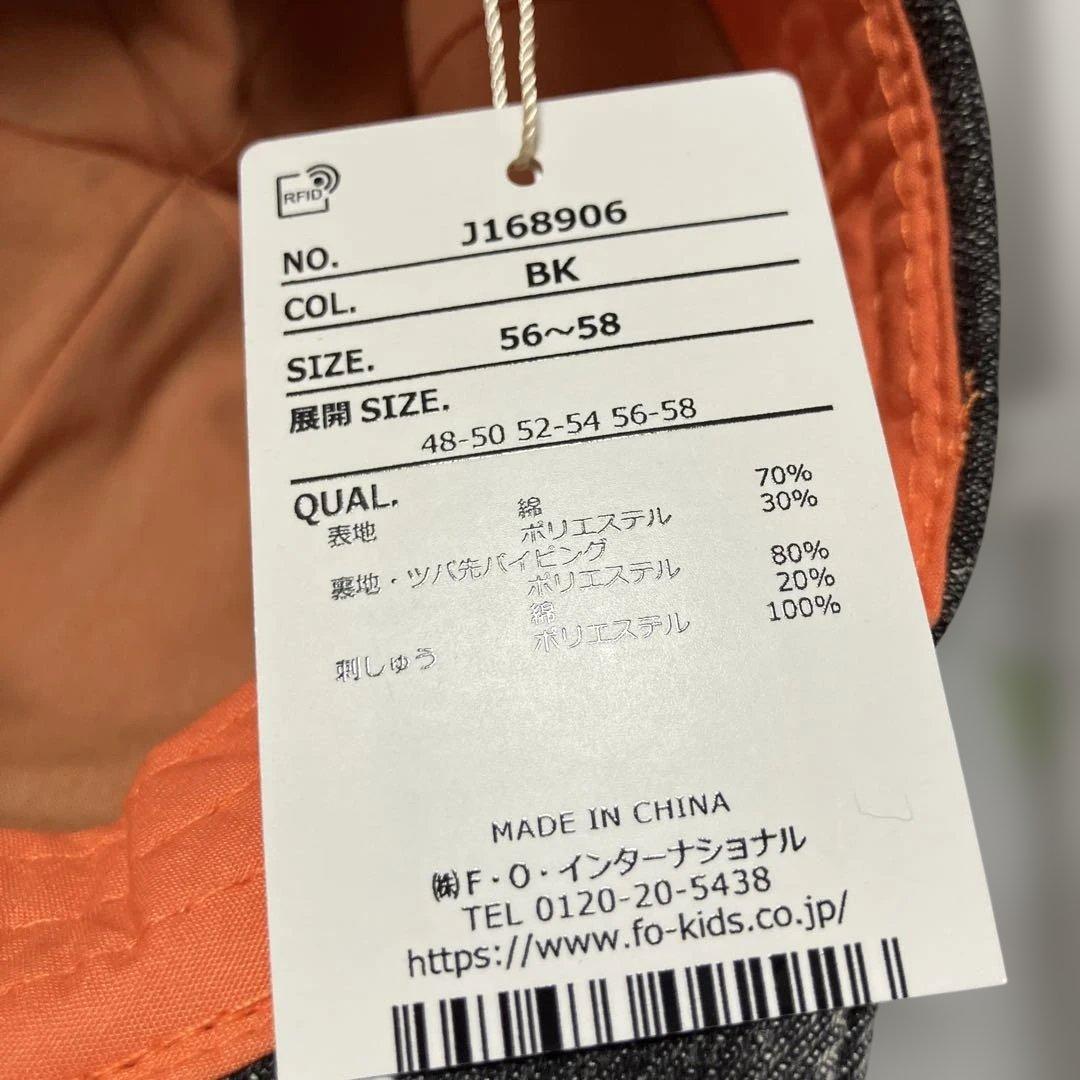 RFID
NO. J168906
COL. BK
SIZE. 56～58
展開 SIZE.
48-50 52-54 56-58
QUAL.
表地 綿 70%
ポリエステル 30%
裏地・ツバ先パイピング
ポリエステル 80%
綿 20%
刺しゅう ポリエステル 100%
MADE IN CHINA
㈱F・O・インターナショナル
TEL 0120-20-5438
https://www.fo-kids.co.jp/